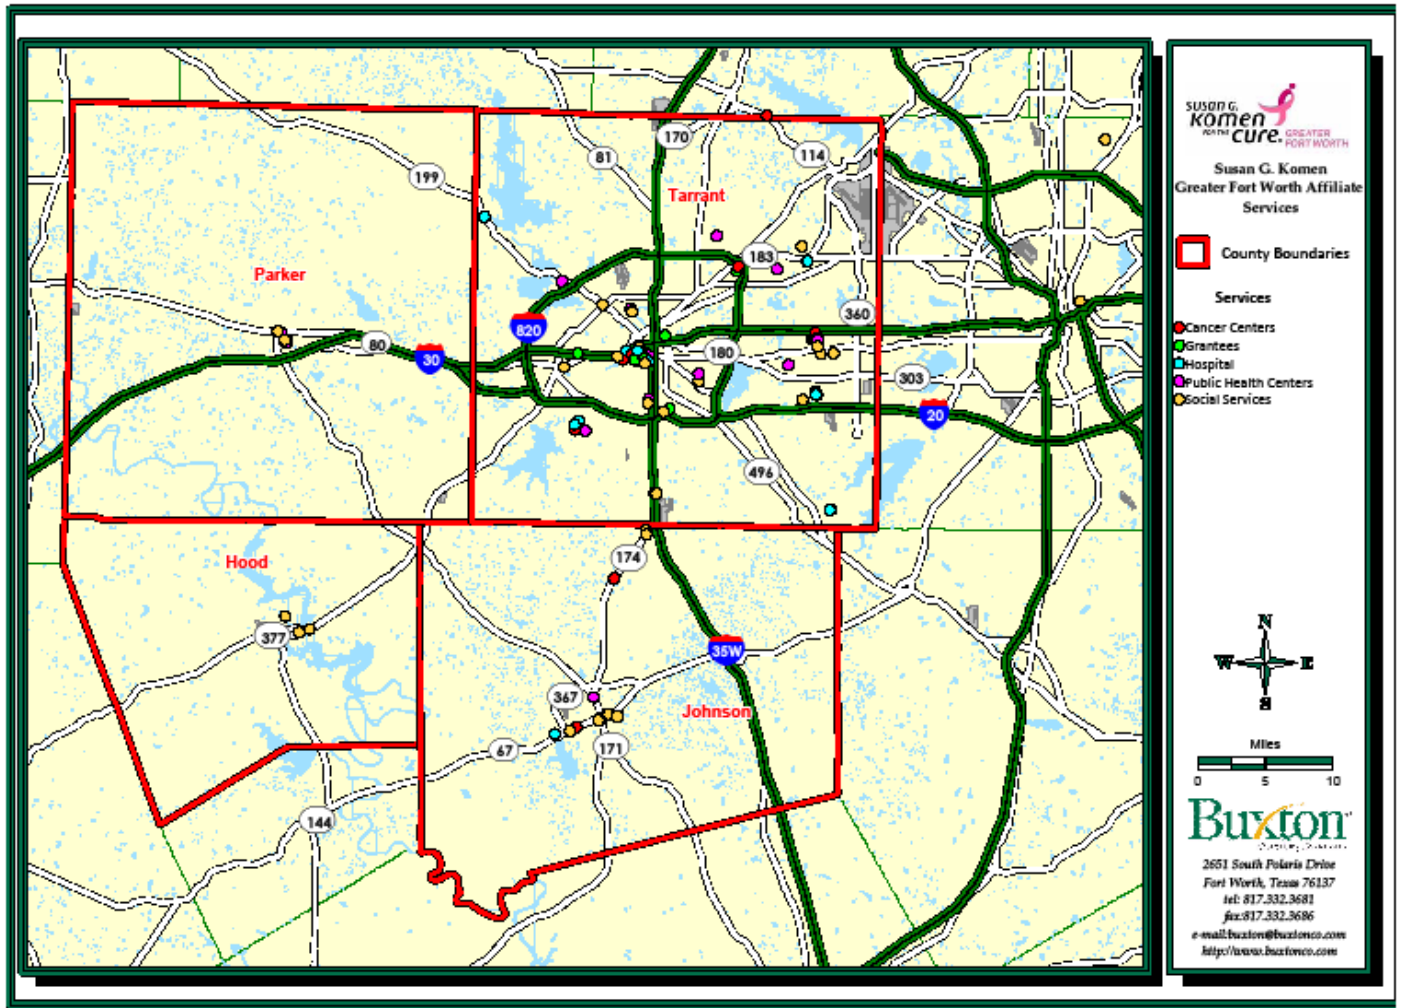 170
81
114
199
Tarrant
183
Parker
360
820
80
30
180
303
20
496
Hood
174
377
35W
367
Johnson
67
171
144
susan g.
komen
FOR THE cure. GREATER
FORT WORTH
Susan G. Komen
Greater Fort Worth Affiliate
Services
County Boundaries
Services
Cancer Centers
Grantees
Hospital
Public Health Centers
Social Services
N
W E
S
Miles
0 5 10
Buxton
2651 South Polaris Drive
Fort Worth, Texas 76137
tel: 817.332.3681
fax:817.332.3686
e-mail:buxton@buxtonco.com
http://www.buxtonco.com